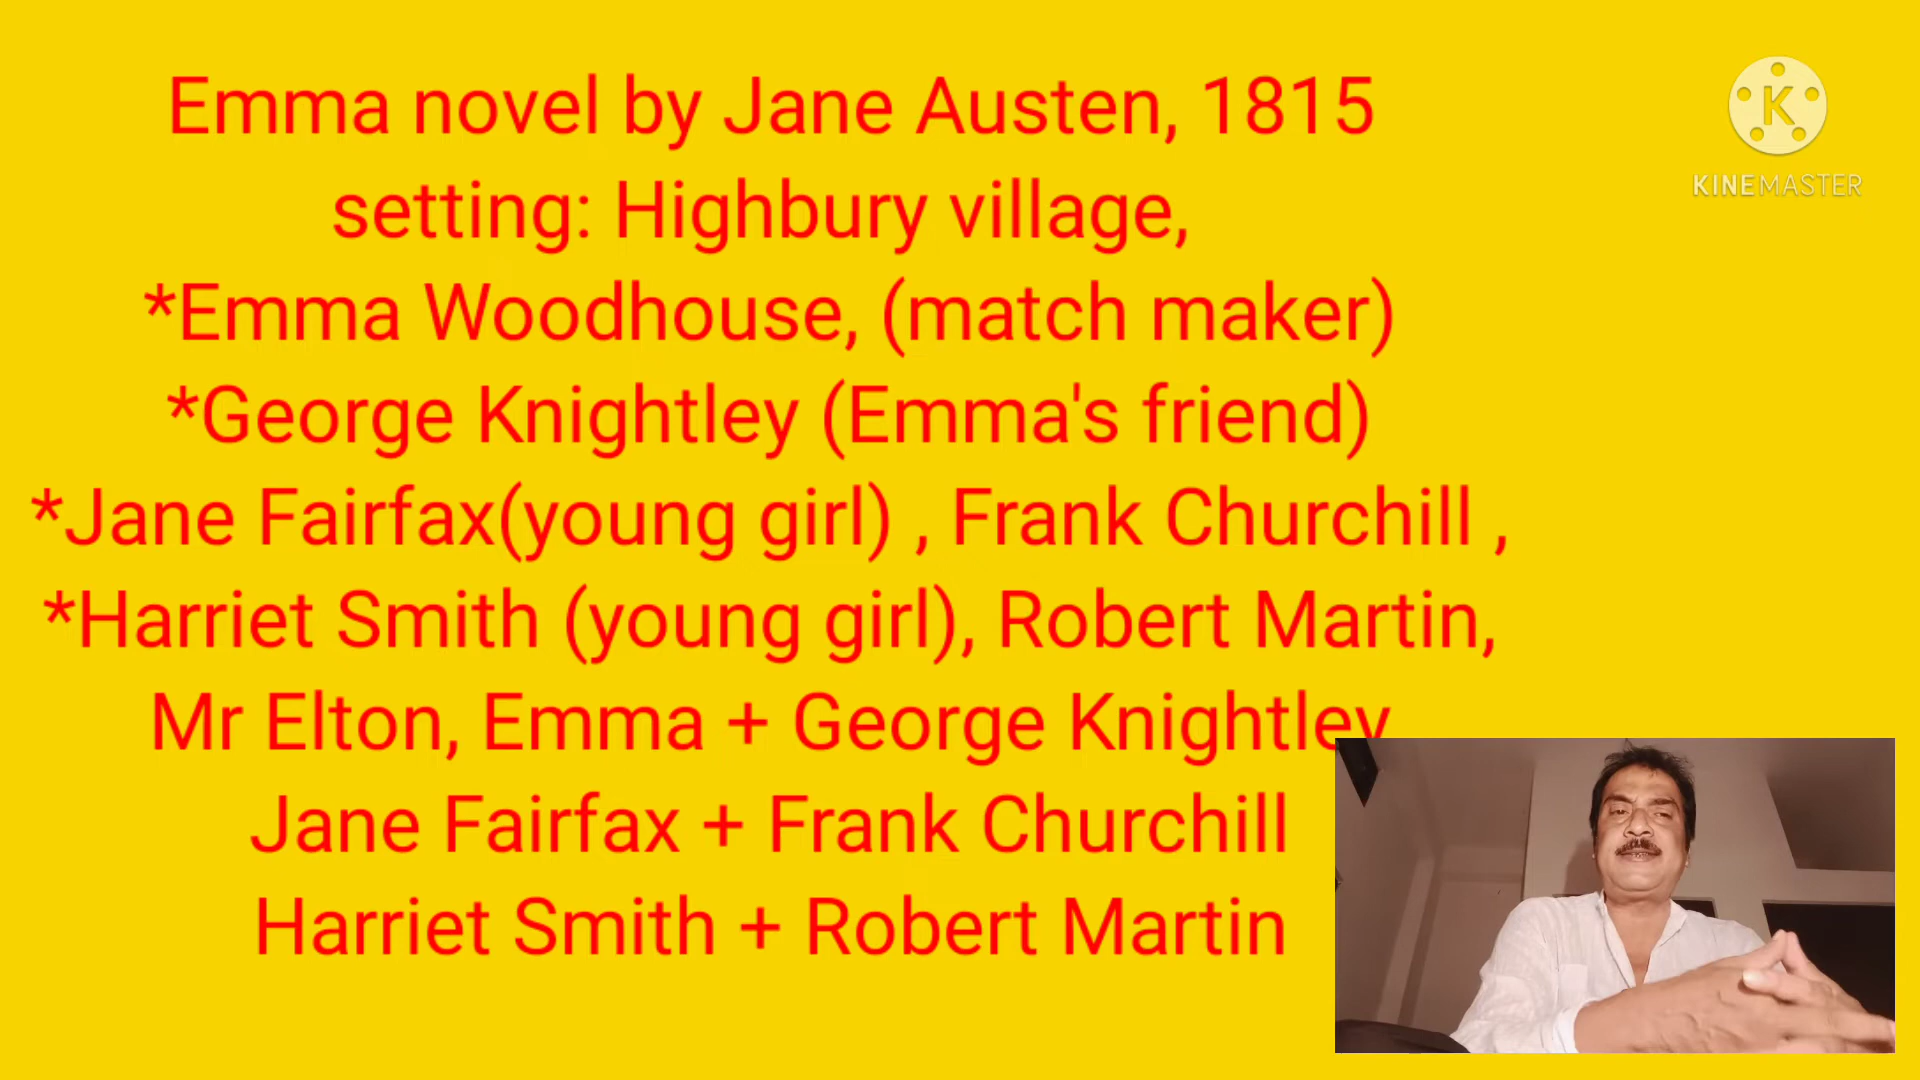 Emma novel by Jane Austen, 1815
setting: Highbury village,
*Emma Woodhouse, (match maker)
*George Knightley (Emma's friend)
*Jane Fairfax(young girl) , Frank Churchill ,
*Harriet Smith (young girl), Robert Martin,
Mr Elton, Emma + George Knightley
Jane Fairfax + Frank Churchill
Harriet Smith + Robert Martin
K
KINEMASTER